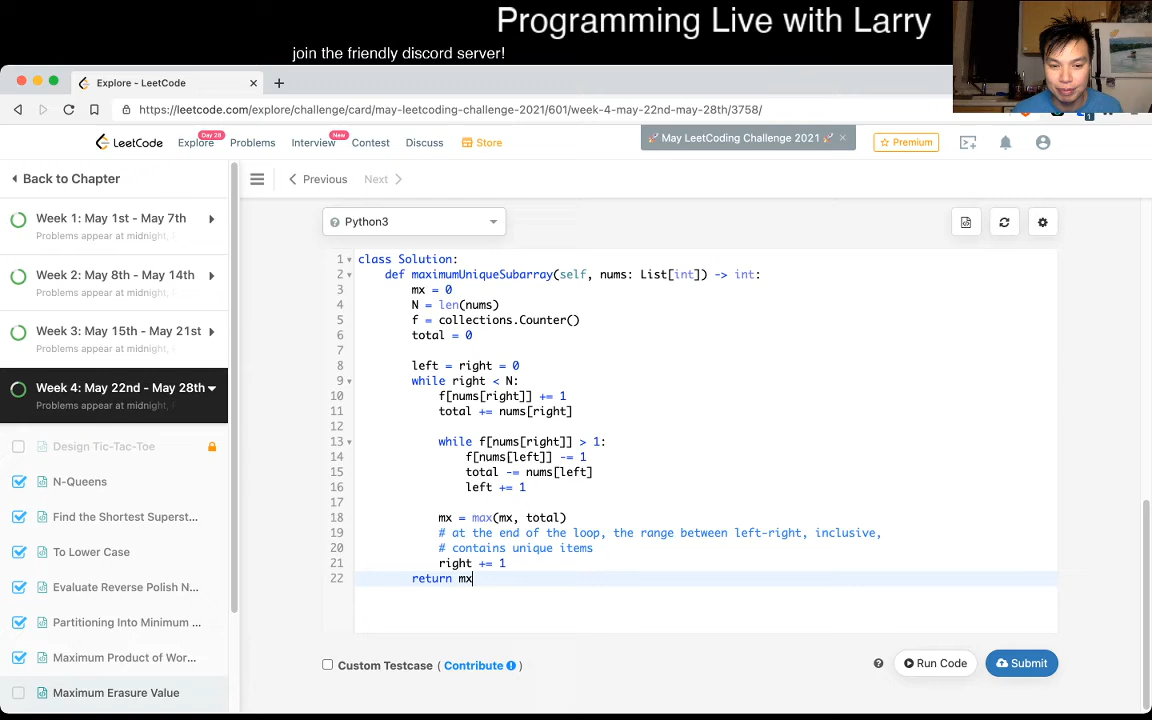 Programming Live with Larry
join the friendly discord server!
Explore - LeetCode
https://leetcode.com/explore/challenge/card/may-leetcoding-challenge-2021/601/week-4-may-22nd-may-28th/3758/
LeetCode
Explore
Day 28
Problems
Interview
New
Contest
Discuss
Store
May LeetCoding Challenge 2021
Premium
Back to Chapter
Previous
Next
Week 1: May 1st - May 7th
Problems appear at midnight,
Week 2: May 8th - May 14th
Problems appear at midnight,
Week 3: May 15th - May 21st
Problems appear at midnight,
Week 4: May 22nd - May 28th
Problems appear at midnight,
Design Tic-Tac-Toe
N-Queens
Find the Shortest Superst...
To Lower Case
Evaluate Reverse Polish N...
Partitioning Into Minimum ...
Maximum Product of Wor...
Maximum Erasure Value
Python3
1 class Solution:
2     def maximumUniqueSubarray(self, nums: List[int]) -> int:
3         mx = 0
4         N = len(nums)
5         f = collections.Counter()
6         total = 0
7
8         left = right = 0
9         while right < N:
10             f[nums[right]] += 1
11             total += nums[right]
12
13             while f[nums[right]] > 1:
14                 f[nums[left]] -= 1
15                 total -= nums[left]
16                 left += 1
17
18             mx = max(mx, total)
19             # at the end of the loop, the range between left-right, inclusive,
20             # contains unique items
21             right += 1
22         return mx
Custom Testcase ( Contribute )
Run Code
Submit